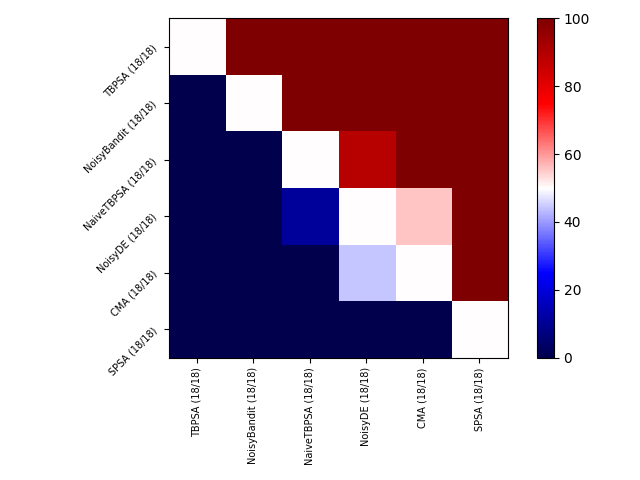 TBPSA (18/18)
NoisyBandit (18/18)
NaiveTBPSA (18/18)
NoisyDE (18/18)
CMA (18/18)
SPSA (18/18)
TBPSA (18/18)
NoisyBandit (18/18)
NaiveTBPSA (18/18)
NoisyDE (18/18)
CMA (18/18)
SPSA (18/18)
100
80
60
40
20
0